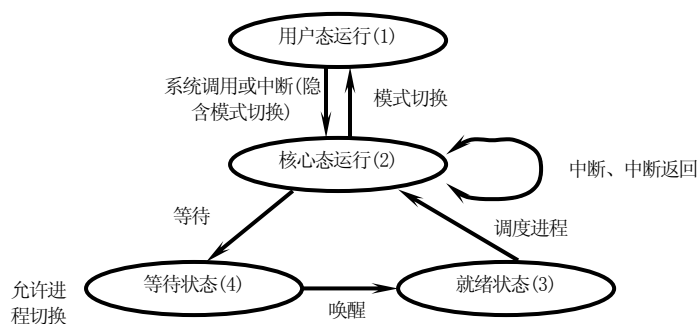 用户态运行(1)
系统调用或中断(隐
含模式切换)
模式切换
核心态运行(2)
中断、中断返回
等待
调度进程
等待状态(4)
就绪状态(3)
允许进
程切换
唤醒